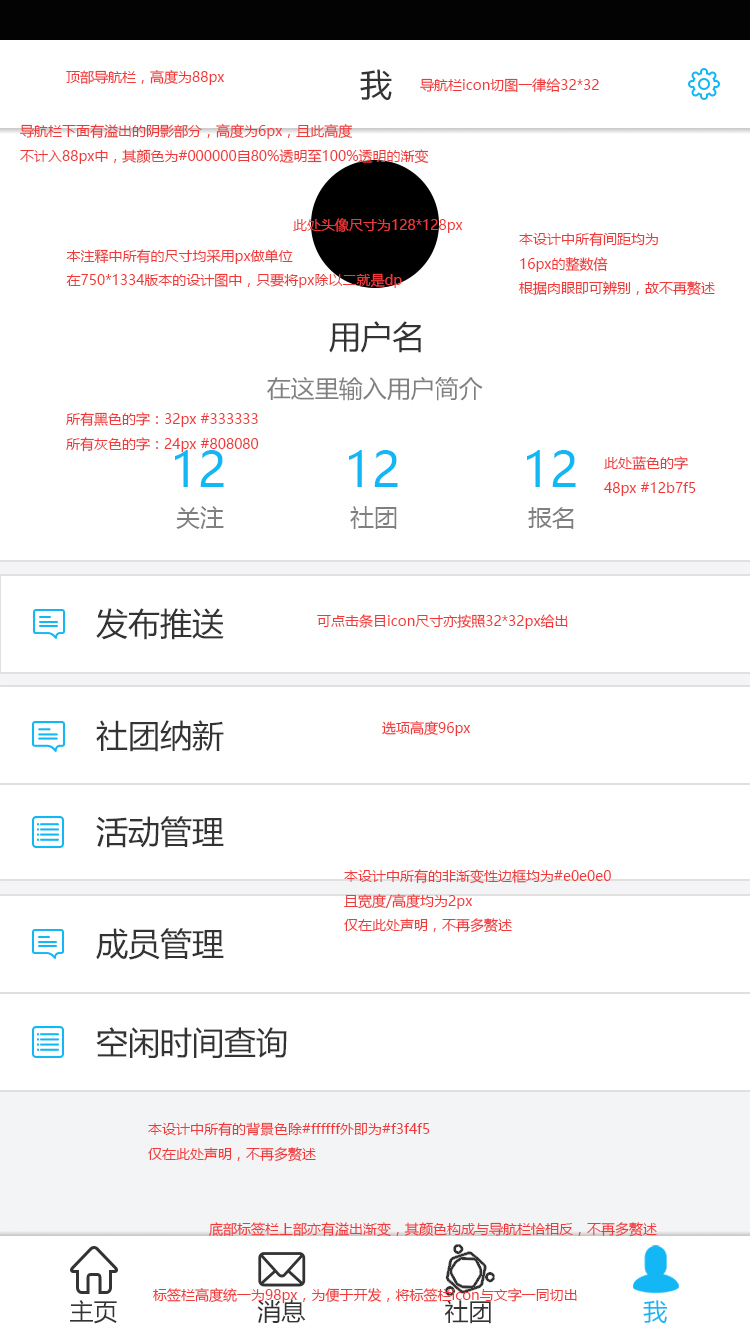 顶部导航栏，高度为88px
我
导航栏icon切图一律给32*32
导航栏下面有溢出的阴影部分，高度为6px，且此高度
不计入88px中，其颜色为#000000自80%透明至100%透明的渐变
此处头像尺寸为128*128px
本注释中所有的尺寸均采用px做单位
在750*1334版本的设计图中，只要将px除以二就是dp
本设计中所有间距均为
16px的整数倍
根据肉眼即可辨别，故不再赘述
用户名
在这里输入用户简介
所有黑色的字：32px #333333
所有灰色的字：24px #808080
12
12
12
此处蓝色的字
48px #12b7f5
关注
社团
报名
发布推送
可点击条目icon尺寸亦按照32*32px给出
社团纳新
选项高度96px
活动管理
本设计中所有的非渐变性边框均为#e0e0e0
且宽度/高度均为2px
仅在此处声明，不再多赘述
成员管理
空闲时间查询
本设计中所有的背景色除#ffffff外即为#f3f4f5
仅在此处声明，不再多赘述
底部标签栏上部亦有溢出渐变，其颜色构成与导航栏恰相反，不再多赘述
标签栏高度统一为98px，为便于开发，将标签栏icon与文字一同切出
主页
消息
社团
我